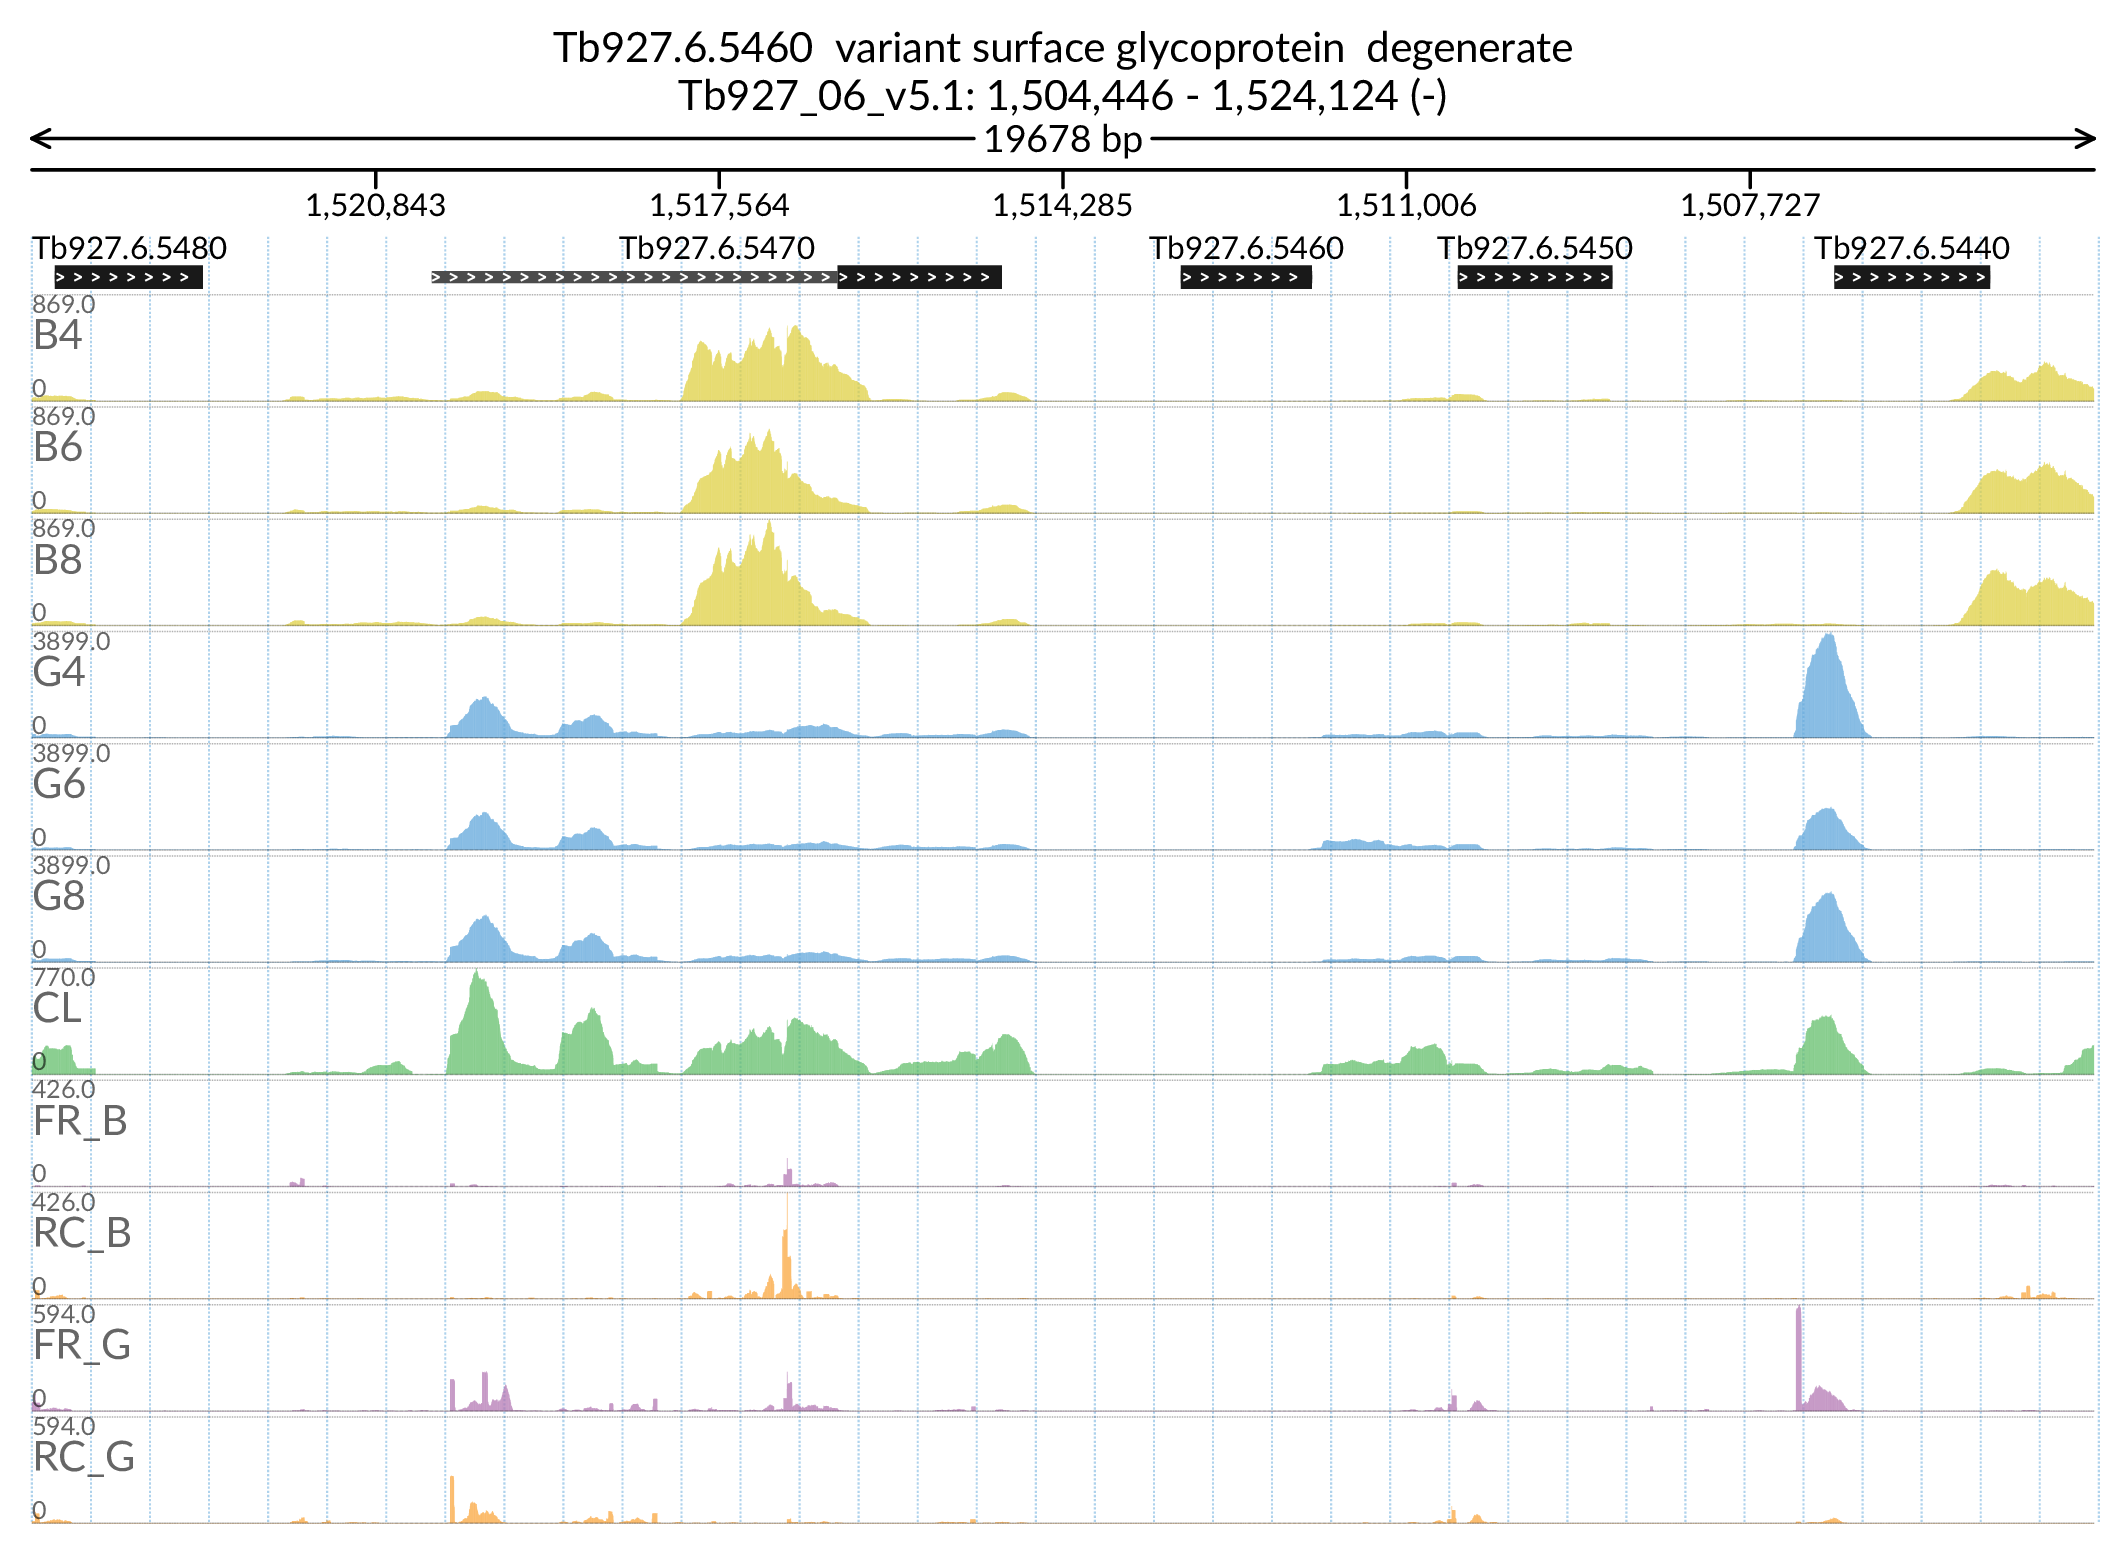 Tb927.6.5460  variant surface glycoprotein  degenerate
Tb927_06_v5.1: 1,504,446 - 1,524,124 (-)
19678 bp
1,520,843 1,517,564 1,514,285 1,511,006 1,507,727
Tb927.6.5480 Tb927.6.5470 Tb927.6.5460 Tb927.6.5450 Tb927.6.5440
869.0
B4
0
869.0
B6
0
869.0
B8
0
3899.0
G4
0
3899.0
G6
0
3899.0
G8
0
770.0
CL
0
426.0
FR_B
0
426.0
RC_B
0
594.0
FR_G
0
594.0
RC_G
0